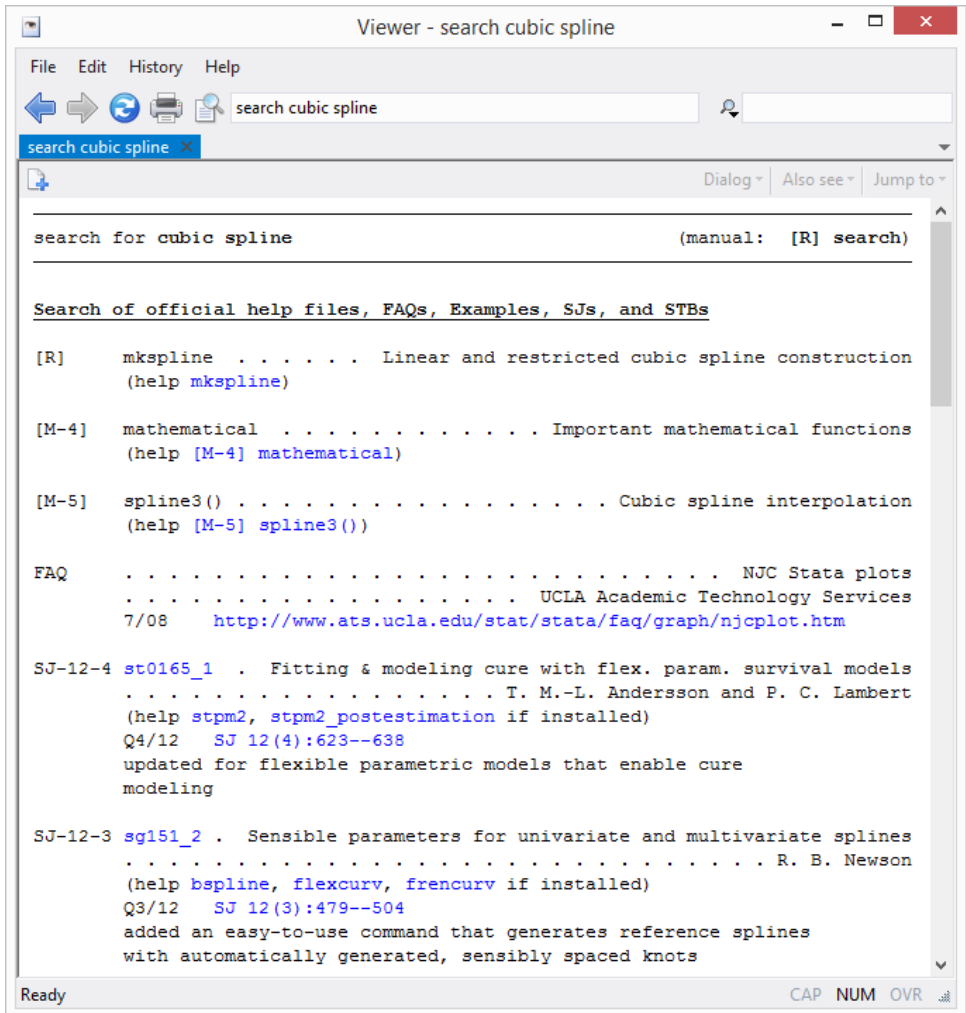 Viewer - search cubic spline
File Edit History Help
search cubic spline
search cubic spline
Dialog Also see Jump to
search for cubic spline (manual: [R] search)
Search of official help files, FAQs, Examples, SJs, and STBs
[R] mkspline . . . . . . Linear and restricted cubic spline construction
(help mkspline)
[M-4] mathematical . . . . . . . . . . . . Important mathematical functions
(help [M-4] mathematical)
[M-5] spline3() . . . . . . . . . . . . . . . . . Cubic spline interpolation
(help [M-5] spline3())
FAQ . . . . . . . . . . . . . . . . . . . . . . . . . . . NJC Stata plots
. . . . . . . . . . . . . . . . . . . UCLA Academic Technology Services
7/08 http://www.ats.ucla.edu/stat/stata/faq/graph/njcplot.htm
SJ-12-4 st0165_1 . Fitting & modeling cure with flex. param. survival models
. . . . . . . . . . . . . . . . . T. M.-L. Andersson and P. C. Lambert
(help stpm2, stpm2_postestimation if installed)
Q4/12 SJ 12(4):623--638
updated for flexible parametric models that enable cure
modeling
SJ-12-3 sg151_2 . Sensible parameters for univariate and multivariate splines
. . . . . . . . . . . . . . . . . . . . . . . . . . . . . R. B. Newson
(help bspline, flexcurv, frencurv if installed)
Q3/12 SJ 12(3):479--504
added an easy-to-use command that generates reference splines
with automatically generated, sensibly spaced knots
Ready CAP NUM OVR